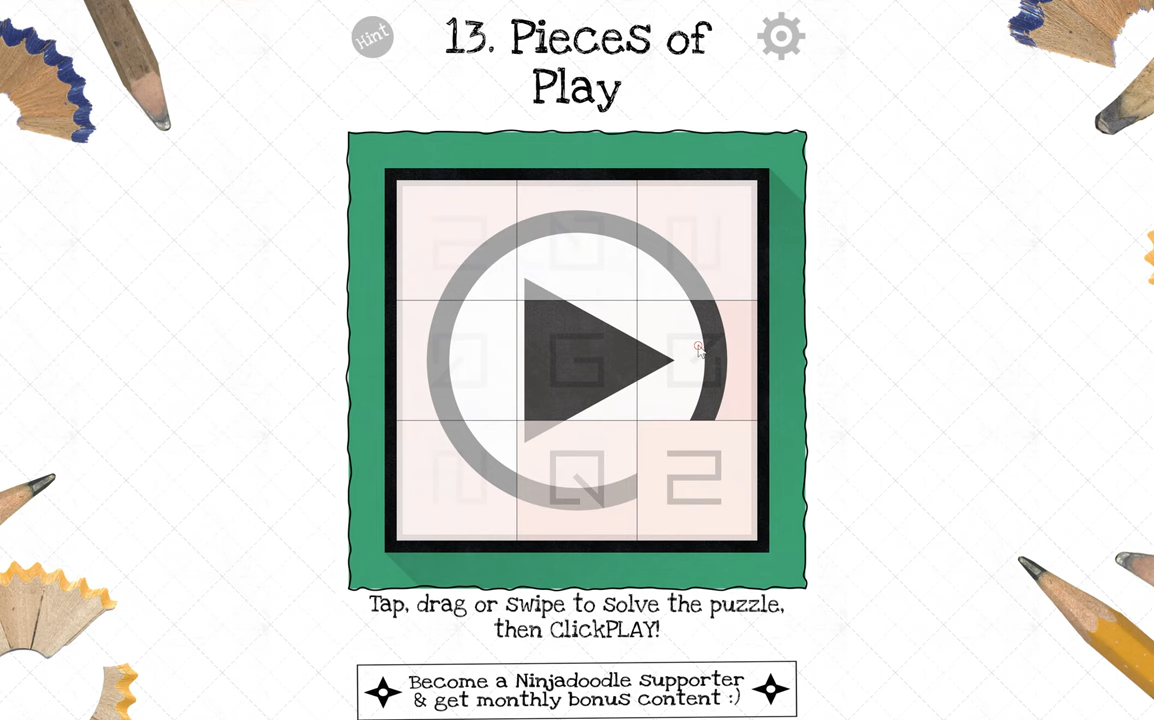 Hint
13. Pieces of
Play
G
Q 2
Tap, drag or swipe to solve the puzzle,
then ClickPLAY!
Become a Ninjadoodle supporter
& get monthly bonus content :)